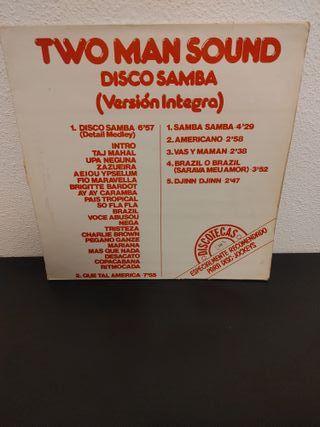 TWO MAN SOUND
DISCO SAMBA
(Versión Integra)
1. DISCO SAMBA 6'57
(Detail Medley)
INTRO
TAJ MAHAL
UPA NEGUNA
ZAZUEIRA
A E I O U YPSELUM
FIO MARAVELLA
BRIGITTE BARDOT
AY AY CARAMBA
PAIS TROPICAL
SO FLA FLA
BRAZIL
VOCE ABUSOU
NEGA
TRISTEZA
CHARLIE BROWN
PEGANO GANZE
MARIANA
MAS QUE NADA
DESACATO
COPACABANA
RITMOCADA
2. QUE TAL AMERICA 7'55
1. SAMBA SAMBA 4'29
2. AMERICANO 2'58
3. VAS Y MAMAN 2'38
4. BRAZIL O BRAZIL
(SARAVA MEU AMOR) 3'52
5. DJINN DJINN 2'47
DISCOTECAS
ESPECIALMENTE RECOMENDADO
PARA DISC-JOCKEYS